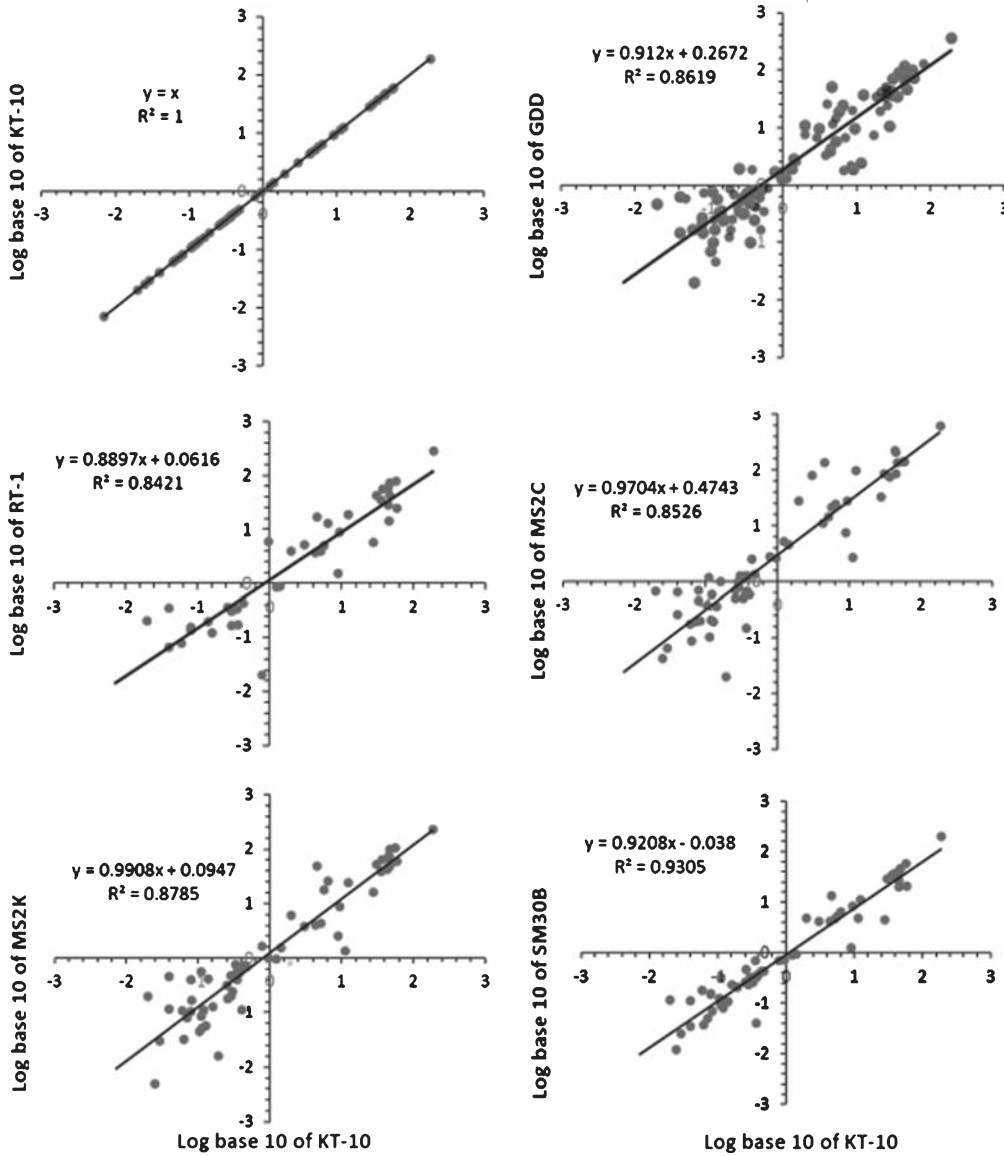 Log base 10 of KT-10
y = x
R² = 1
3
2
1
0
-3 -2 -1 0 1 2 3
-1
-2
-3
Log base 10 of GDD
y = 0.912x + 0.2672
R² = 0.8619
3
2
1
-3 -2 -1 0 1 2 3
-1
-2
-3
Log base 10 of RT-1
y = 0.8897x + 0.0616
R² = 0.8421
3
2
1
0
-3 -2 -1 0 1 2 3
-1
-2
-3
Log base 10 of MS2C
y = 0.9704x + 0.4743
R² = 0.8526
3
2
1
0
-3 -2 -1 0 1 2 3
-1
-2
-3
Log base 10 of MS2K
y = 0.9908x + 0.0947
R² = 0.8785
3
2
1
0
-3 -2 -1 0 1 2 3
-1
-2
-3
Log base 10 of KT-10
Log base 10 of SM30B
y = 0.9208x - 0.038
R² = 0.9305
3
2
1
0
-3 -2 -1 0 1 2 3
-1
-2
-3
Log base 10 of KT-10